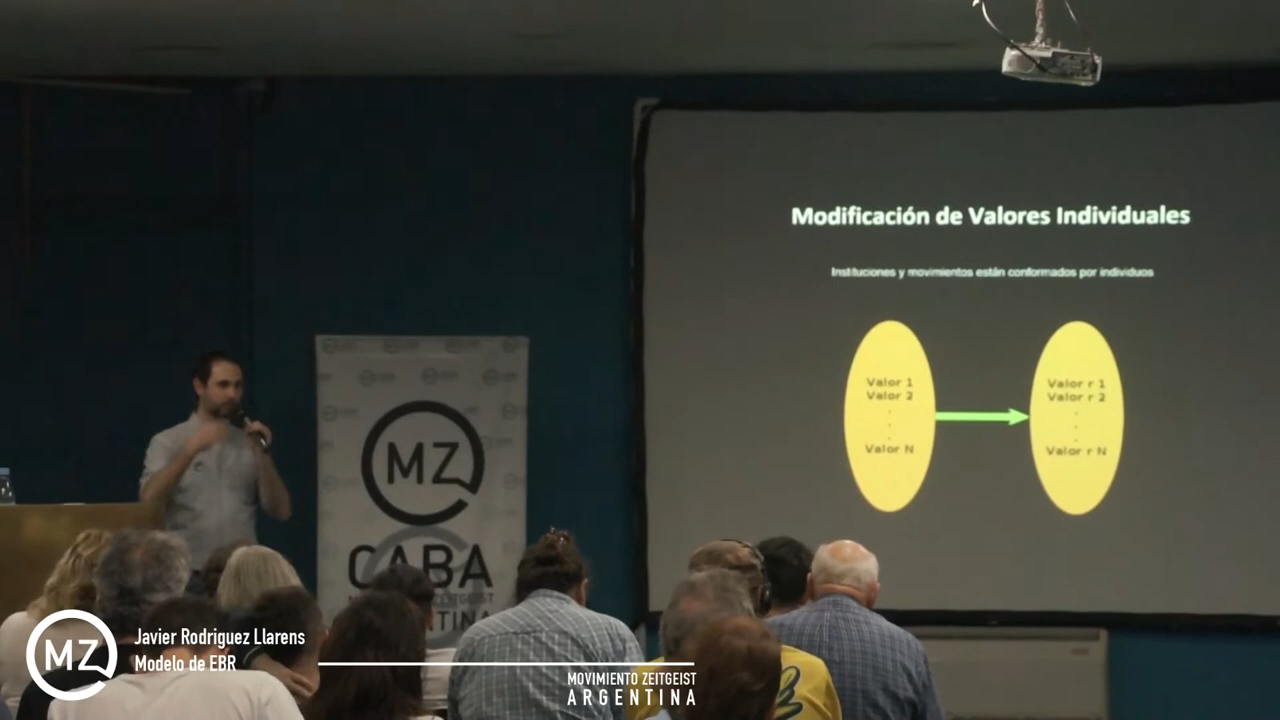 Modificación de Valores Individuales
Instituciones y movimientos están conformados por individuos
Valor 1
Valor 2
Valor N
Valor r 1
Valor r 2
Valor r N
MZ
CABA
ZEITGEIST
MZ
Javier Rodriguez Llarens
Modelo de EBR
MOVIMIENTO ZEITGEIST
ARGENTINA